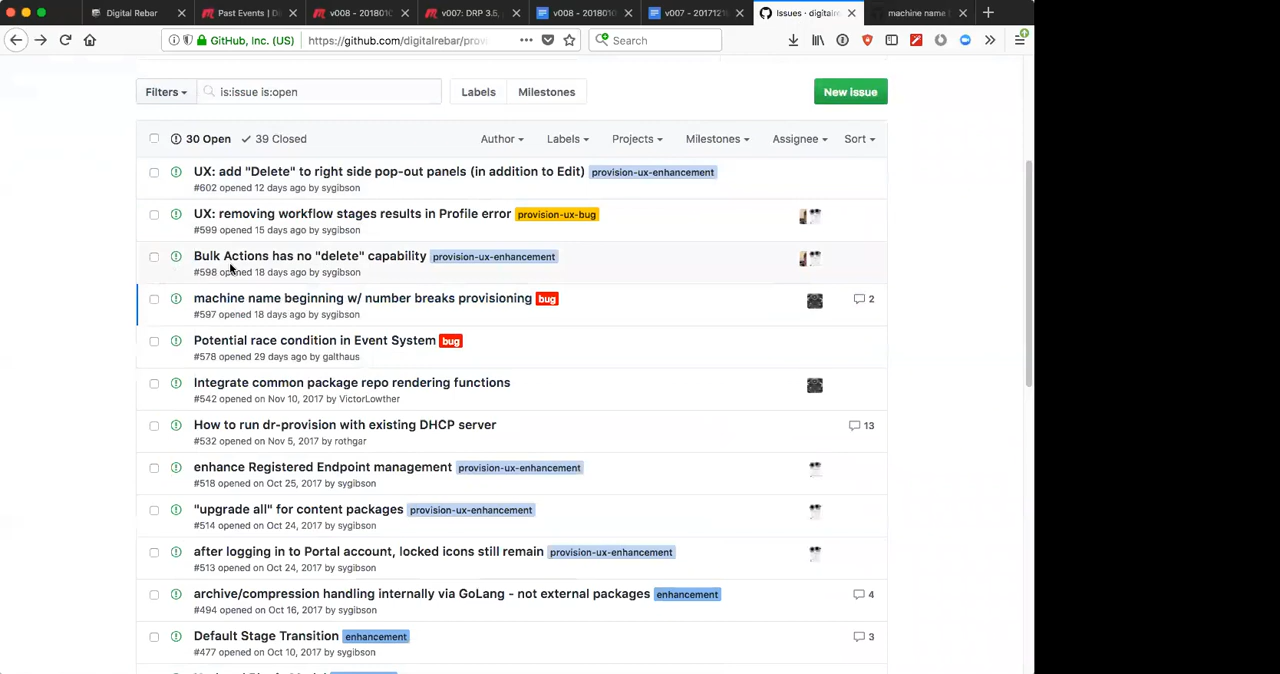 Digital Rebar
Past Events | D
v008 - 201801
v007: DRP 3.5,
v008 - 201801
v007 - 2017121
Issues · digitalre
machine name
GitHub, Inc. (US)
https://github.com/digitalrebar/prov
Search
Filters
is:issue is:open
Labels
Milestones
New issue
30 Open
39 Closed
Author
Labels
Projects
Milestones
Assignee
Sort
UX: add "Delete" to right side pop-out panels (in addition to Edit) provision-ux-enhancement
#602 opened 12 days ago by sygibson
UX: removing workflow stages results in Profile error provision-ux-bug
#599 opened 15 days ago by sygibson
Bulk Actions has no "delete" capability provision-ux-enhancement
#598 opened 18 days ago by sygibson
machine name beginning w/ number breaks provisioning bug
2
#597 opened 18 days ago by sygibson
Potential race condition in Event System bug
#578 opened 29 days ago by galthaus
Integrate common package repo rendering functions
#542 opened on Nov 10, 2017 by VictorLowther
How to run dr-provision with existing DHCP server
13
#532 opened on Nov 5, 2017 by rothgar
enhance Registered Endpoint management provision-ux-enhancement
#518 opened on Oct 25, 2017 by sygibson
"upgrade all" for content packages provision-ux-enhancement
#514 opened on Oct 24, 2017 by sygibson
after logging in to Portal account, locked icons still remain provision-ux-enhancement
#513 opened on Oct 24, 2017 by sygibson
archive/compression handling internally via GoLang - not external packages enhancement
4
#494 opened on Oct 16, 2017 by sygibson
Default Stage Transition enhancement
3
#477 opened on Oct 10, 2017 by sygibson